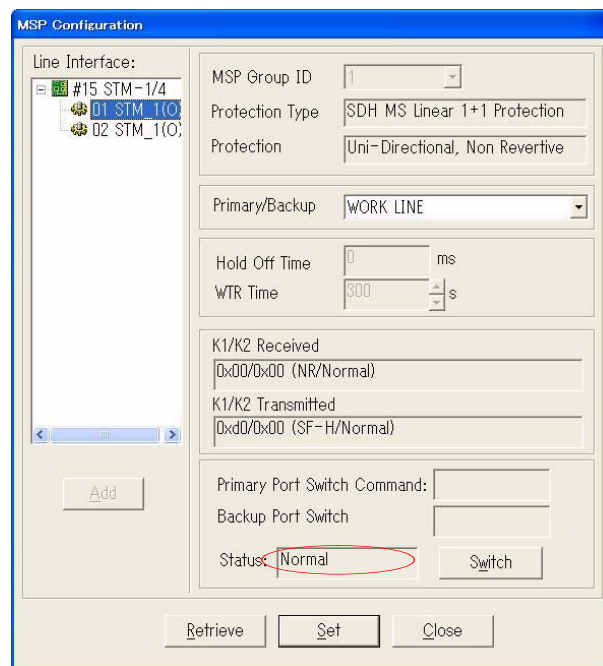 MSP Configuration
Line Interface:
#15 STM-1/4
01 STM_1(O)
02 STM_1(O)
Add
MSP Group ID 1
Protection Type SDH MS Linear 1+1 Protection
Protection Uni-Directional, Non Revertive
Primary/Backup WORK LINE
Hold Off Time 0 ms
WTR Time 300 s
K1/K2 Received
0x00/0x00 (NR/Normal)
K1/K2 Transmitted
0xd0/0x00 (SF-H/Normal)
Primary Port Switch Command:
Backup Port Switch
Status: Normal Switch
Retrieve Set Close